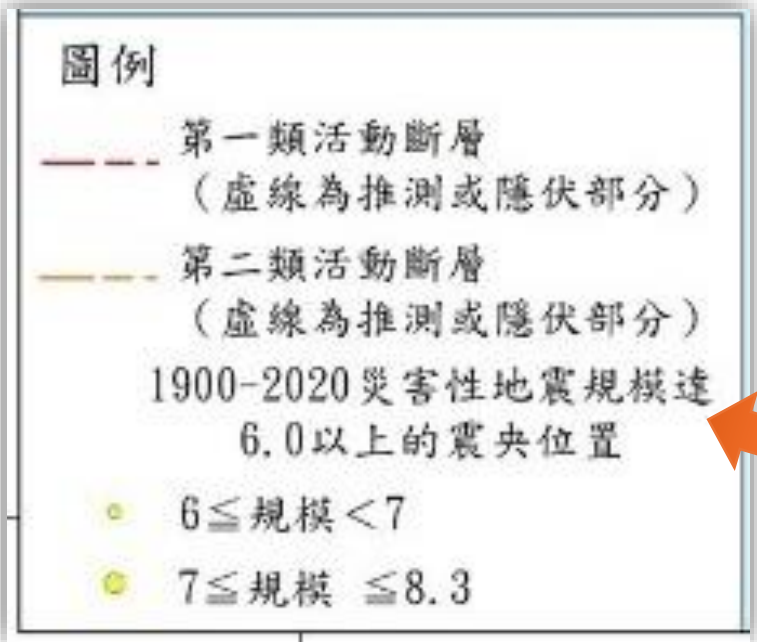 圖例
第一類活動斷層
（虛線為推測或隱伏部分）
第二類活動斷層
（虛線為推測或隱伏部分）
1900-2020災害性地震規模達
6.0以上的震央位置
6≦規模<7
7≦規模 ≦8.3